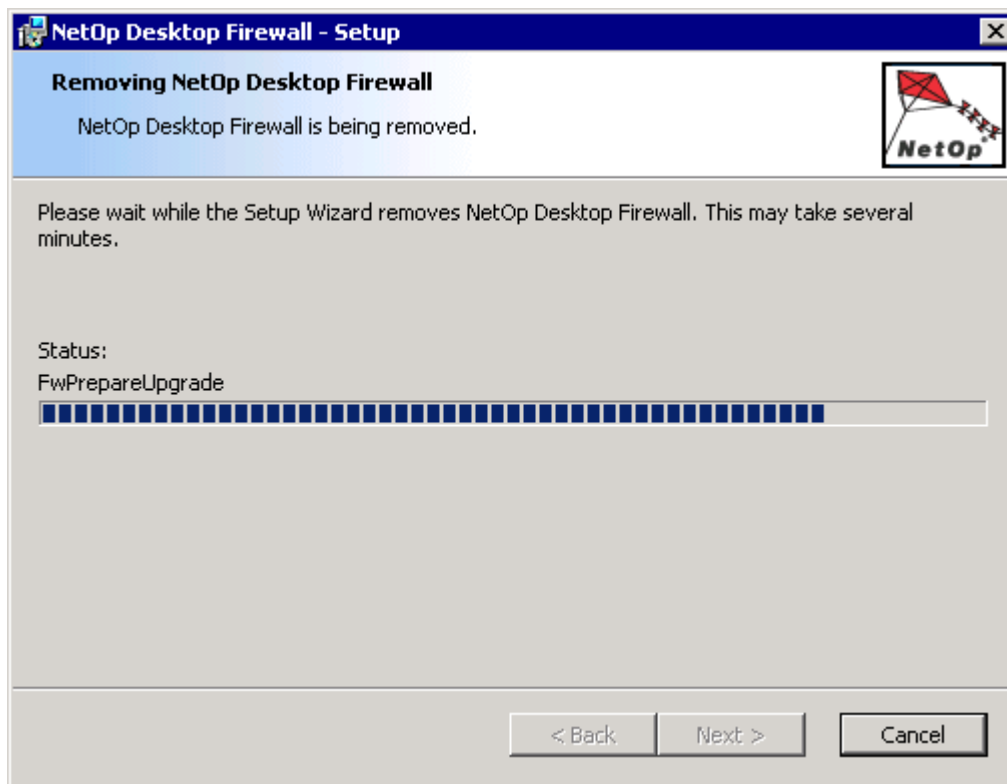 NetOp Desktop Firewall - Setup
Removing NetOp Desktop Firewall
NetOp Desktop Firewall is being removed.
NetOp®
Please wait while the Setup Wizard removes NetOp Desktop Firewall. This may take several
minutes.
Status:
FwPrepareUpgrade
< Back
Next >
Cancel